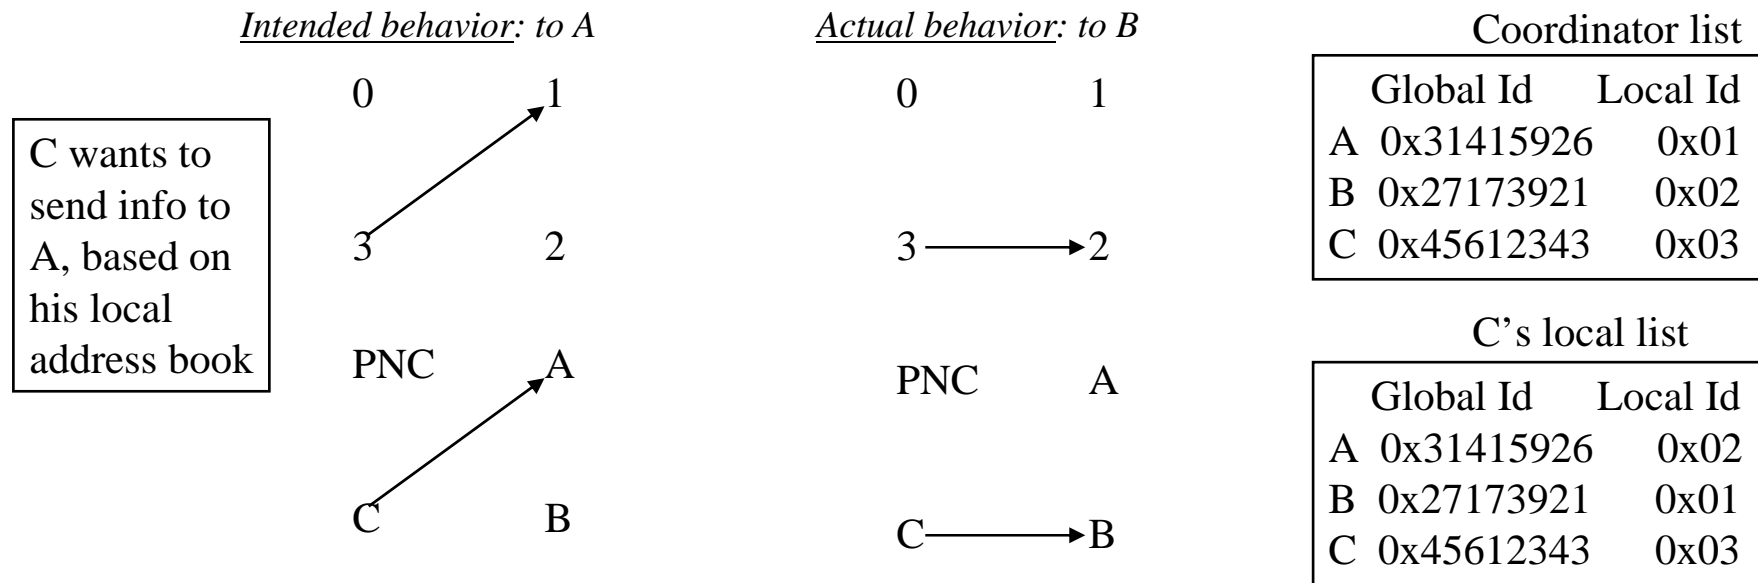 Intended behavior: to A
0 1
3 2
PNC A
C B
C wants to
send info to
A, based on
his local
address book
Actual behavior: to B
0 1
3 2
PNC A
C B
Coordinator list
Global Id Local Id
A 0x31415926 0x01
B 0x27173921 0x02
C 0x45612343 0x03
C’s local list
Global Id Local Id
A 0x31415926 0x02
B 0x27173921 0x01
C 0x45612343 0x03